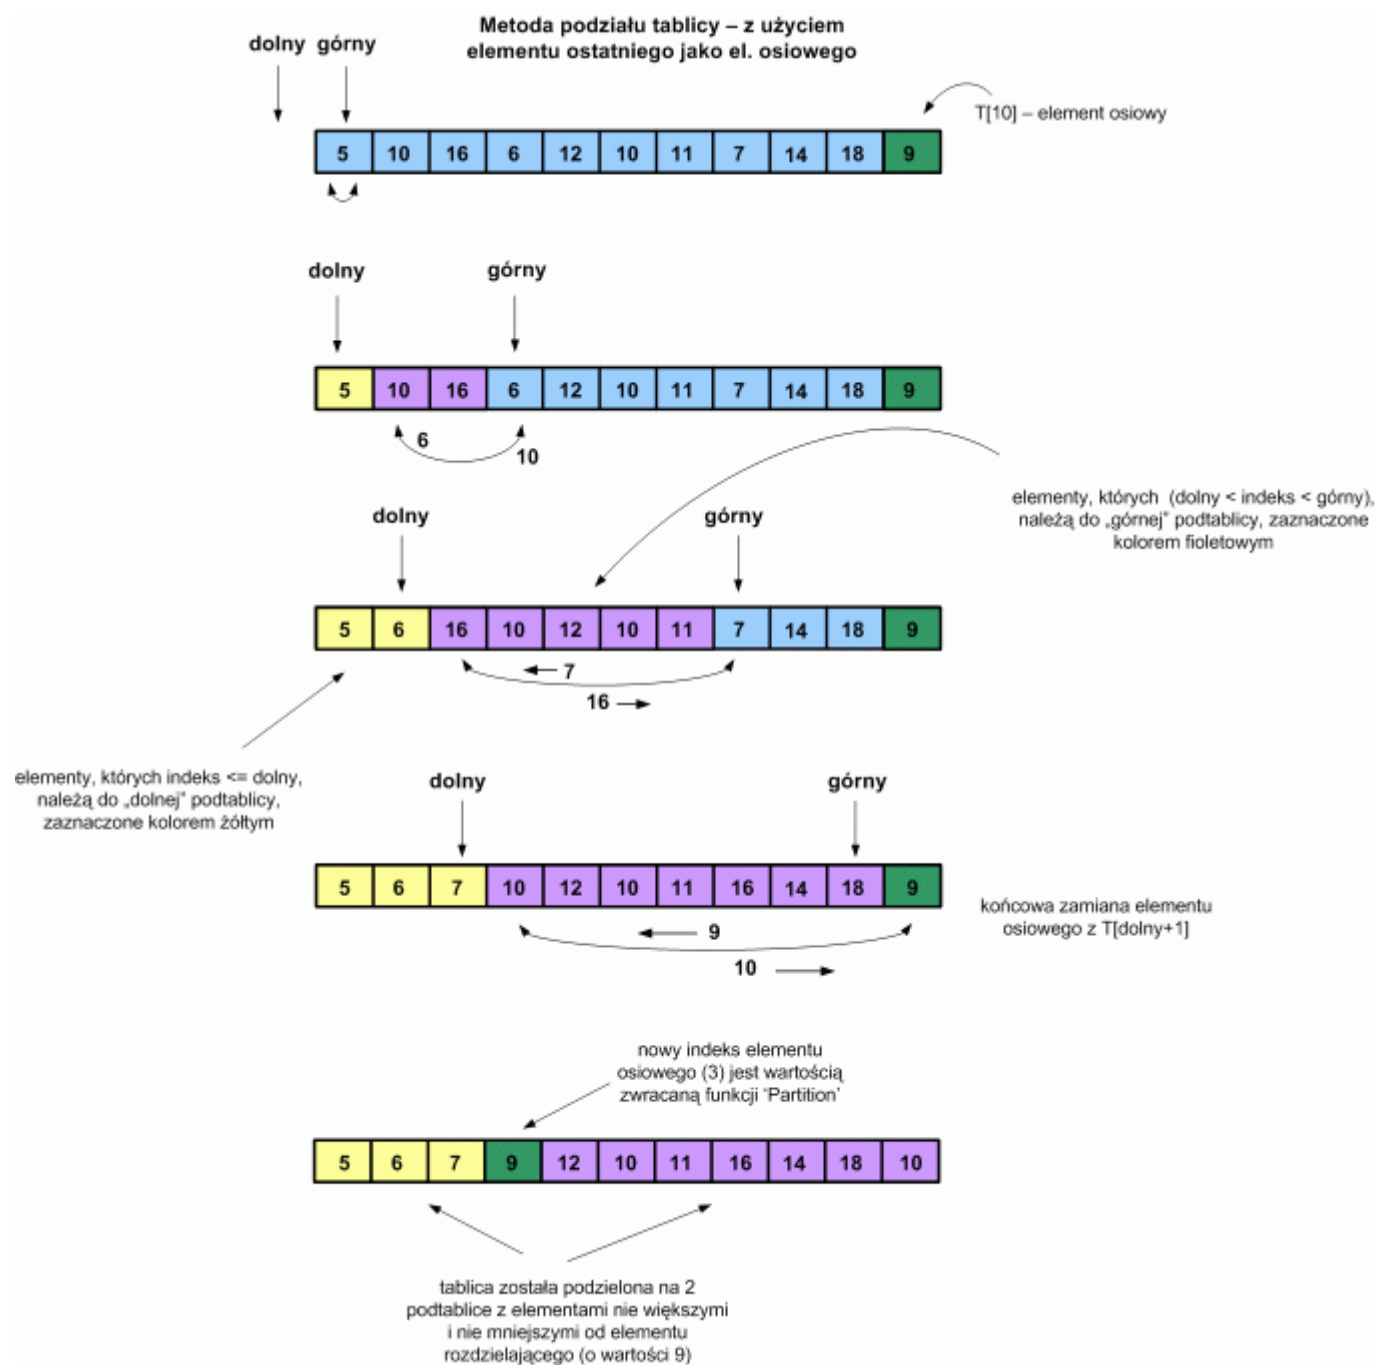 Metoda podziału tablicy – z użyciem
elementu ostatniego jako el. osiowego
dolny górny
T[10] – element osiowy
5 10 16 6 12 10 11 7 14 18 9
dolny górny
5 10 16 6 12 10 11 7 14 18 9
6
10
elementy, których (dolny < indeks < górny),
należą do „górnej” podtablicy, zaznaczone
kolorem fioletowym
dolny górny
5 6 16 10 12 10 11 7 14 18 9
7
16
elementy, których indeks <= dolny,
należą do „dolnej” podtablicy,
zaznaczone kolorem żółtym
dolny górny
5 6 7 10 12 10 11 16 14 18 9
końcowa zamiana elementu
osiowego z T[dolny+1]
9
10
nowy indeks elementu
osiowego (3) jest wartością
zwracaną funkcji 'Partition'
5 6 7 9 12 10 11 16 14 18 10
tablica została podzielona na 2
podtablice z elementami nie większymi
i nie mniejszymi od elementu
rozdzielającego (o wartości 9)